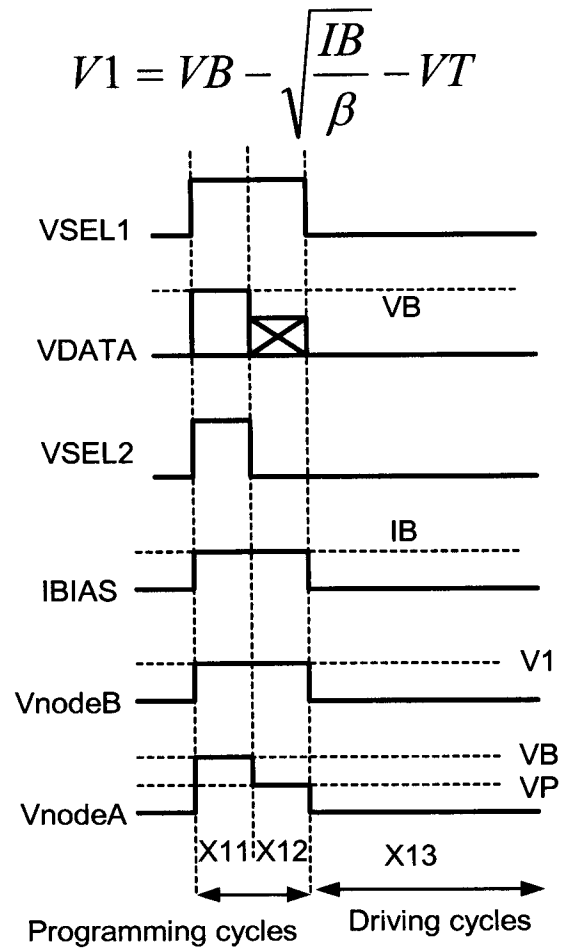 V1 = VB - √(IB/β) - VT
VSEL1
VB
VDATA
VSEL2
IB
IBIAS
V1
VnodeB
VB
VP
VnodeA
X11 X12 X13
Programming cycles Driving cycles